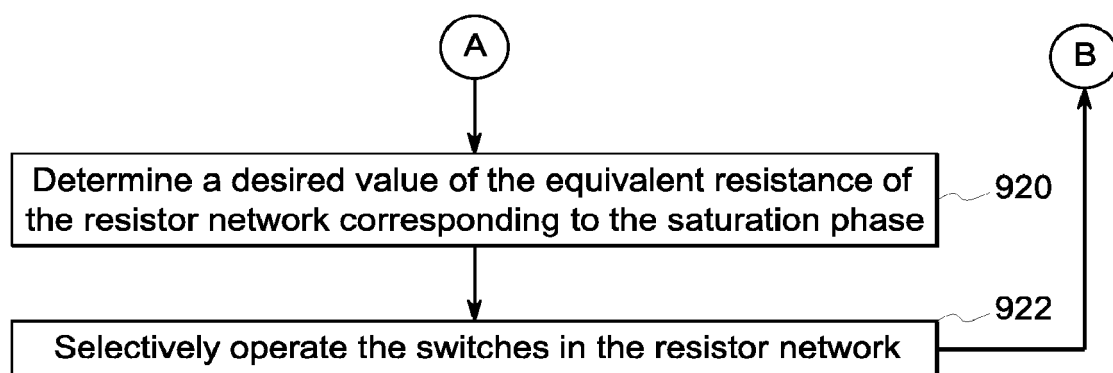 A
B
Determine a desired value of the equivalent resistance of
the resistor network corresponding to the saturation phase
920
922
Selectively operate the switches in the resistor network